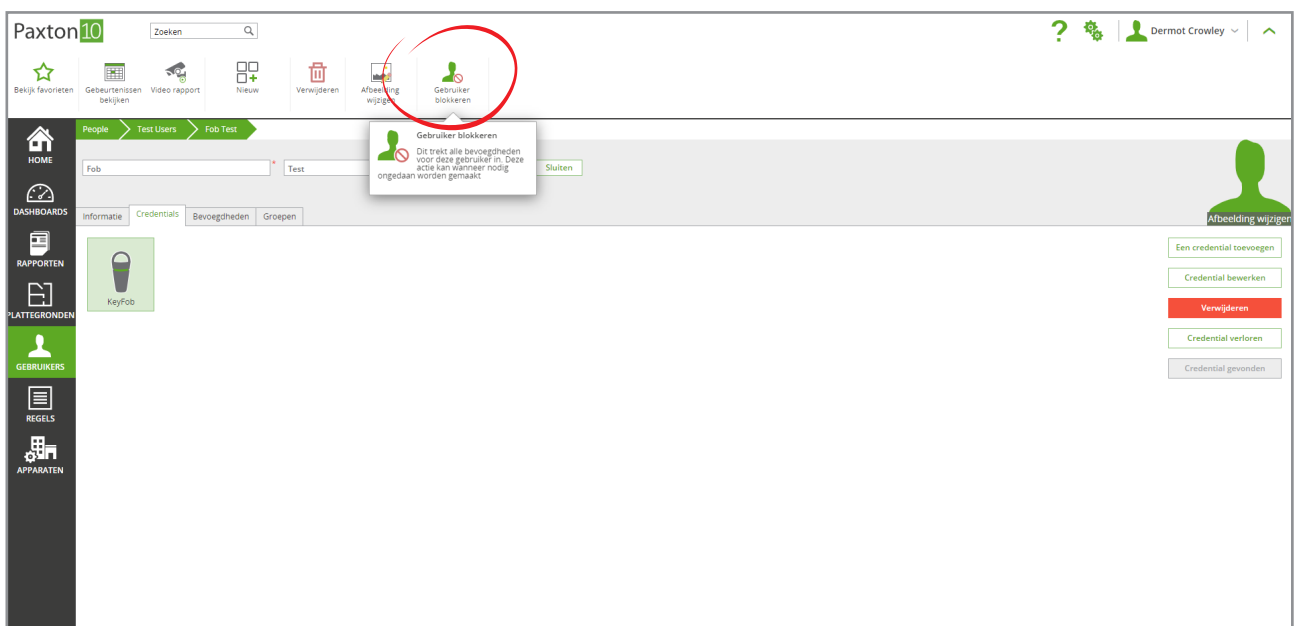 Paxton10
Zoeken
Dermot Crowley
Bekijk favorieten
Gebeurtenissen
bekijken
Video rapport
Nieuw
Verwijderen
Afbeelding
wijzigen
Gebruiker
blokkeren
People
Test Users
Fob Test
Gebruiker blokkeren
Dit trekt alle bevoegdheden
voor deze gebruiker in. Deze
actie kan wanneer nodig
ongedaan worden gemaakt
Fob
*
Test
Sluiten
Afbeelding wijzigen
Informatie
Credentials
Bevoegdheden
Groepen
KeyFob
Een credential toevoegen
Credential bewerken
Verwijderen
Credential verloren
Credential gevonden
HOME
DASHBOARDS
RAPPORTEN
PLATTEGRONDEN
GEBRUIKERS
REGELS
APPARATEN